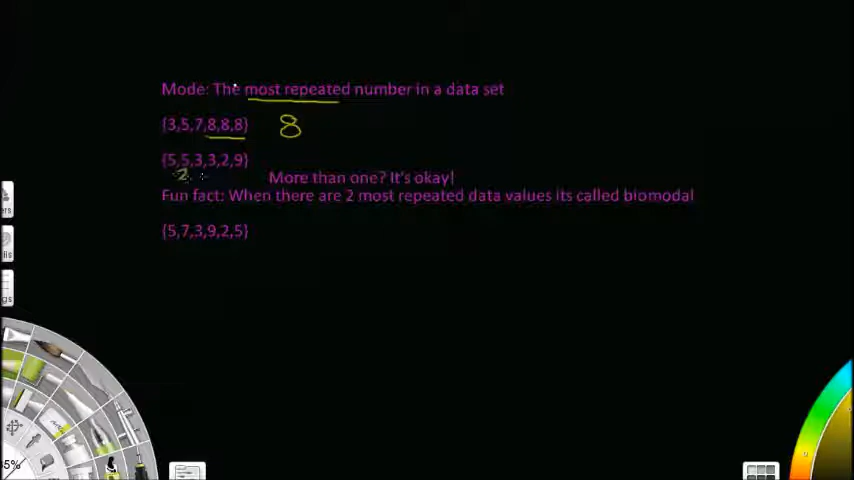 Mode: The most repeated number in a data set
{3,5,7,8,8,8} 8
{5,5,3,3,2,9}
2
More than one? It's okay!
Fun fact: When there are 2 most repeated data values its called biomodal
{5,7,3,9,2,5}
5%